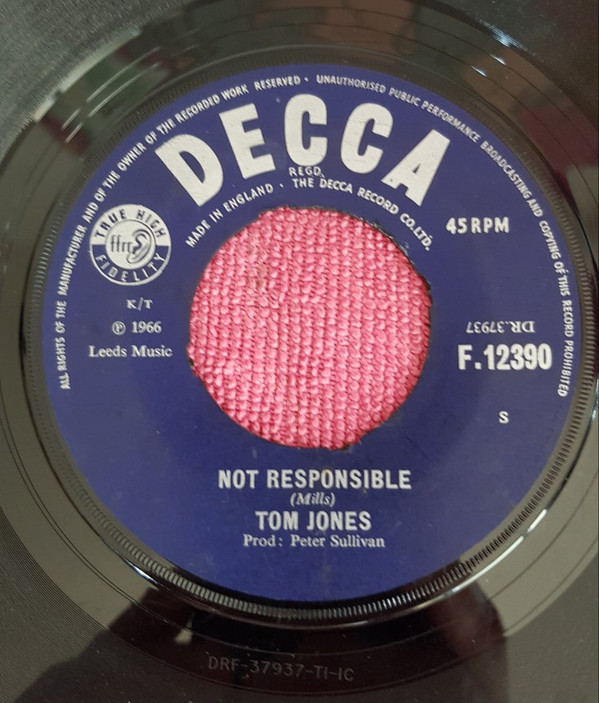 ALL RIGHTS OF THE MANUFACTURER AND OF THE OWNER OF THE RECORDED WORK RESERVED • UNAUTHORISED PUBLIC PERFORMANCE BROADCASTING AND COPYING OF THIS RECORD PROHIBITED
DECCA
REGD.
MADE IN ENGLAND • THE DECCA RECORD CO. LTD.
45 RPM
TRUE HIGH
ffrr
FIDELITY
K/T
℗ 1966
Leeds Music
DR.37937
F.12390
S
NOT RESPONSIBLE
(Mills)
TOM JONES
Prod: Peter Sullivan
DRF-37937-T1-1C